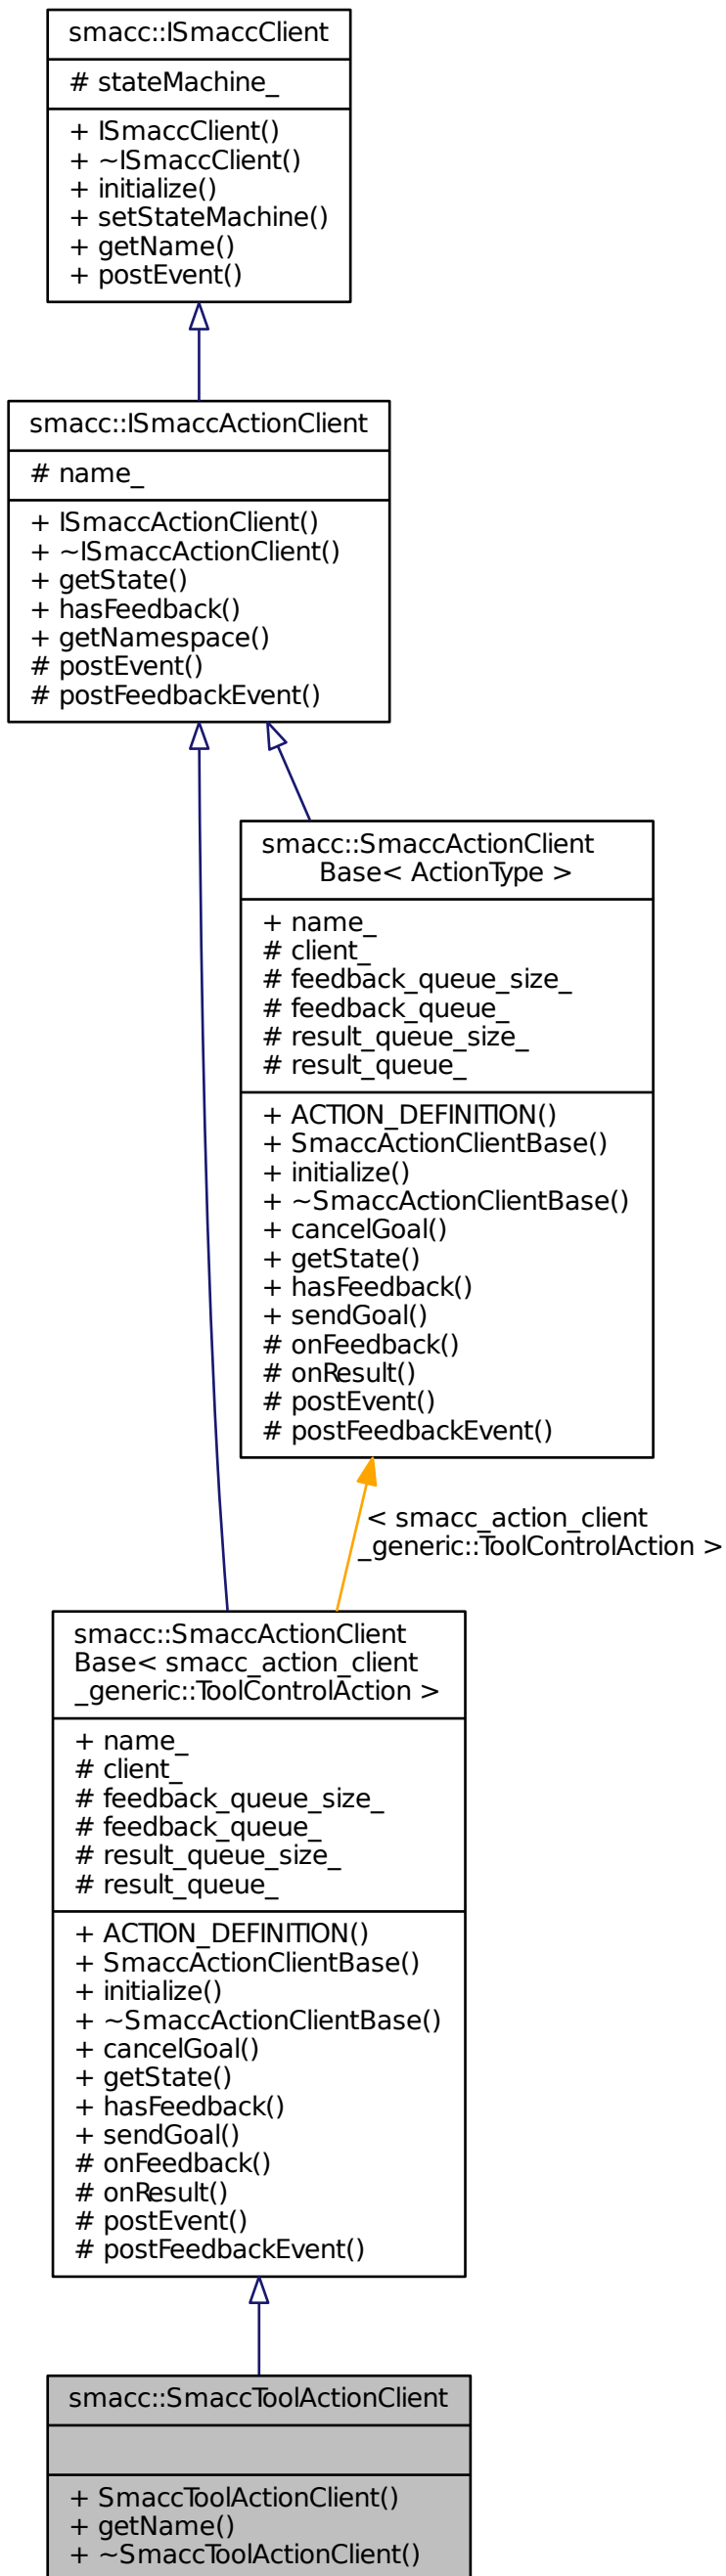 smacc::ISmaccClient
# stateMachine_
+ ISmaccClient()
+ ~ISmaccClient()
+ initialize()
+ setStateMachine()
+ getName()
+ postEvent()
smacc::ISmaccActionClient
# name_
+ ISmaccActionClient()
+ ~ISmaccActionClient()
+ getState()
+ hasFeedback()
+ getNamespace()
# postEvent()
# postFeedbackEvent()
smacc::SmaccActionClient
Base< ActionType >
+ name_
# client_
# feedback_queue_size_
# feedback_queue_
# result_queue_size_
# result_queue_
+ ACTION_DEFINITION()
+ SmaccActionClientBase()
+ initialize()
+ ~SmaccActionClientBase()
+ cancelGoal()
+ getState()
+ hasFeedback()
+ sendGoal()
# onFeedback()
# onResult()
# postEvent()
# postFeedbackEvent()
< smacc_action_client
_generic::ToolControlAction >
smacc::SmaccActionClient
Base< smacc_action_client
_generic::ToolControlAction >
+ name_
# client_
# feedback_queue_size_
# feedback_queue_
# result_queue_size_
# result_queue_
+ ACTION_DEFINITION()
+ SmaccActionClientBase()
+ initialize()
+ ~SmaccActionClientBase()
+ cancelGoal()
+ getState()
+ hasFeedback()
+ sendGoal()
# onFeedback()
# onResult()
# postEvent()
# postFeedbackEvent()
smacc::SmaccToolActionClient
+ SmaccToolActionClient()
+ getName()
+ ~SmaccToolActionClient()